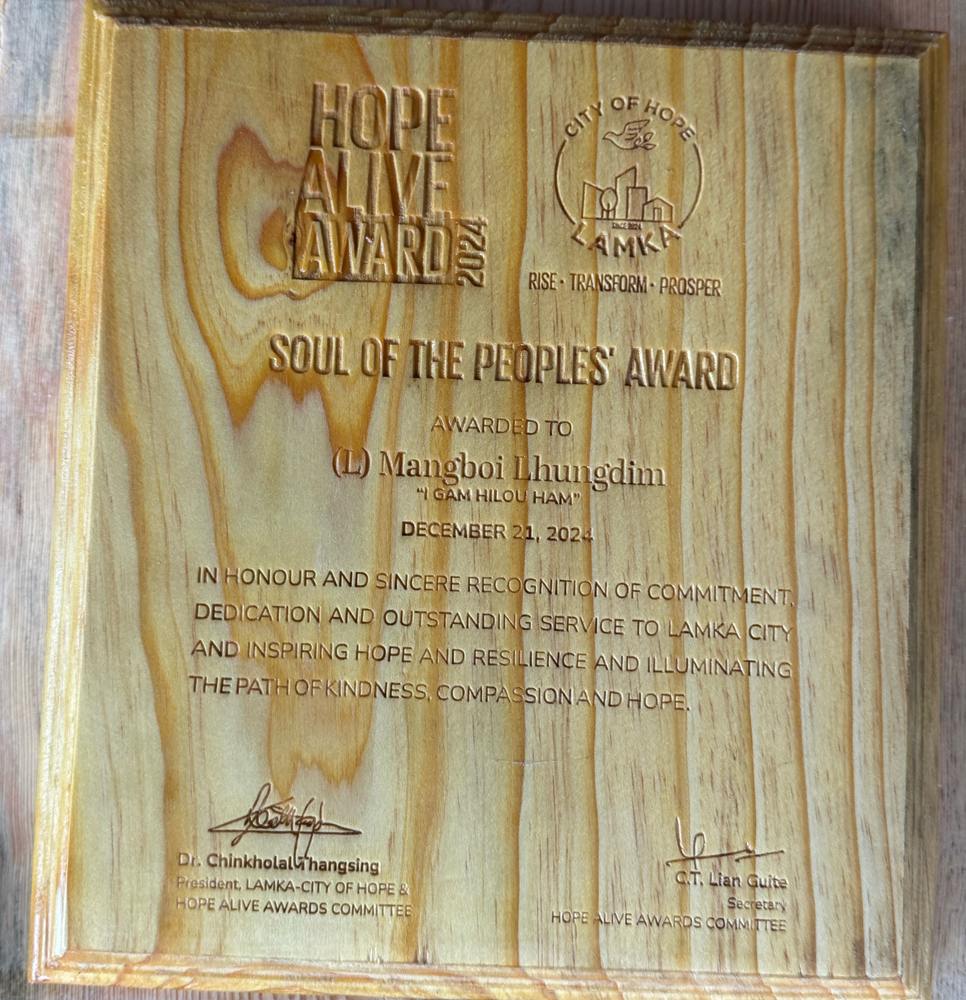 HOPE
ALIVE
AWARD
2024
CITY OF HOPE
SINCE 2024
LAMKA
RISE • TRANSFORM • PROSPER
SOUL OF THE PEOPLES' AWARD
AWARDED TO
(L) Mangboi Lhungdim
"I GAM HILOU HAM"
DECEMBER 21, 2024
IN HONOUR AND SINCERE RECOGNITION OF COMMITMENT,
DEDICATION AND OUTSTANDING SERVICE TO LAMKA CITY
AND INSPIRING HOPE AND RESILIENCE AND ILLUMINATING
THE PATH OF KINDNESS, COMPASSION AND HOPE.
Dr. Chinkholal Thangsing
President, LAMKA-CITY OF HOPE &
HOPE ALIVE AWARDS COMMITTEE
C.T. Lian Guite
Secretary
HOPE ALIVE AWARDS COMMITTEE